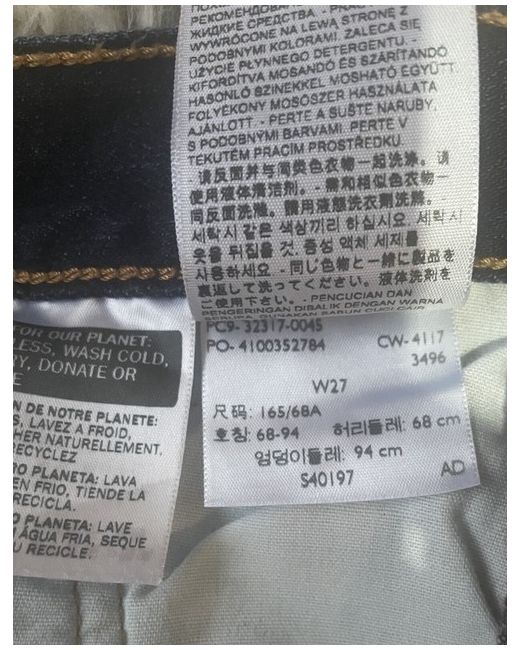 РЕКОМЕНДОВАН
ЖИДКИЕ СРЕДСТВА. - PRAĆ
WYWRÓCONE NA LEWĄ STRONĘ Z
PODOBNYMI KOLORAMI. ZALECA SIĘ
UŻYCIE PŁYNNEGO DETERGENTU. -
KIFORDÍTVA MOSANDÓ ÉS SZÁRÍTANDÓ
HASONLÓ SZINEKKEL MOSHATÓ EGYÜTT
FOLYÉKONY MOSÓSZER HASZNÁLATA
AJÁNLOTT. - PERTE A SUŠTE NARUBY,
S PODOBNÝMI BARVAMI. PERTE V
TEKUTÉM PRACÍM PROSTŘEDKU.
- 请反面并与同类色衣物一起洗涤。请
使用液体清洁剂。- 需和相似色衣物一
同反面洗滌。請用液態洗衣劑洗滌。-
세탁시 같은 색상끼리 하십시오. 세탁시
옷을 뒤집을 것. 중성 액체 세제를
사용하세요. - 同じ色物と一緒に製品を
裏返して洗ってください。液体洗剤を
ご使用下さい。- PENCUCIAN DAN
PENGERINGAN DIBALIK DENGAN WARNA
PC9- 32317-0045
PO- 4100352784 CW-4117
3496
W27
尺码: 165/68A
호칭: 68-94 허리둘레: 68 cm
엉덩이둘레: 94 cm
S40197 AD
FOR OUR PLANET:
LESS, WASH COLD,
RY, DONATE OR
E
N DE NOTRE PLANETE:
S, LAVEZ A FROID,
HER NATURELLEMENT,
RECYCLEZ
RO PLANETA: LAVA
EN FRIO, TIENDE LA
RECICLA.
O PLANETA: LAVE
ÁGUA FRIA, SEQUE
U RECICLE.